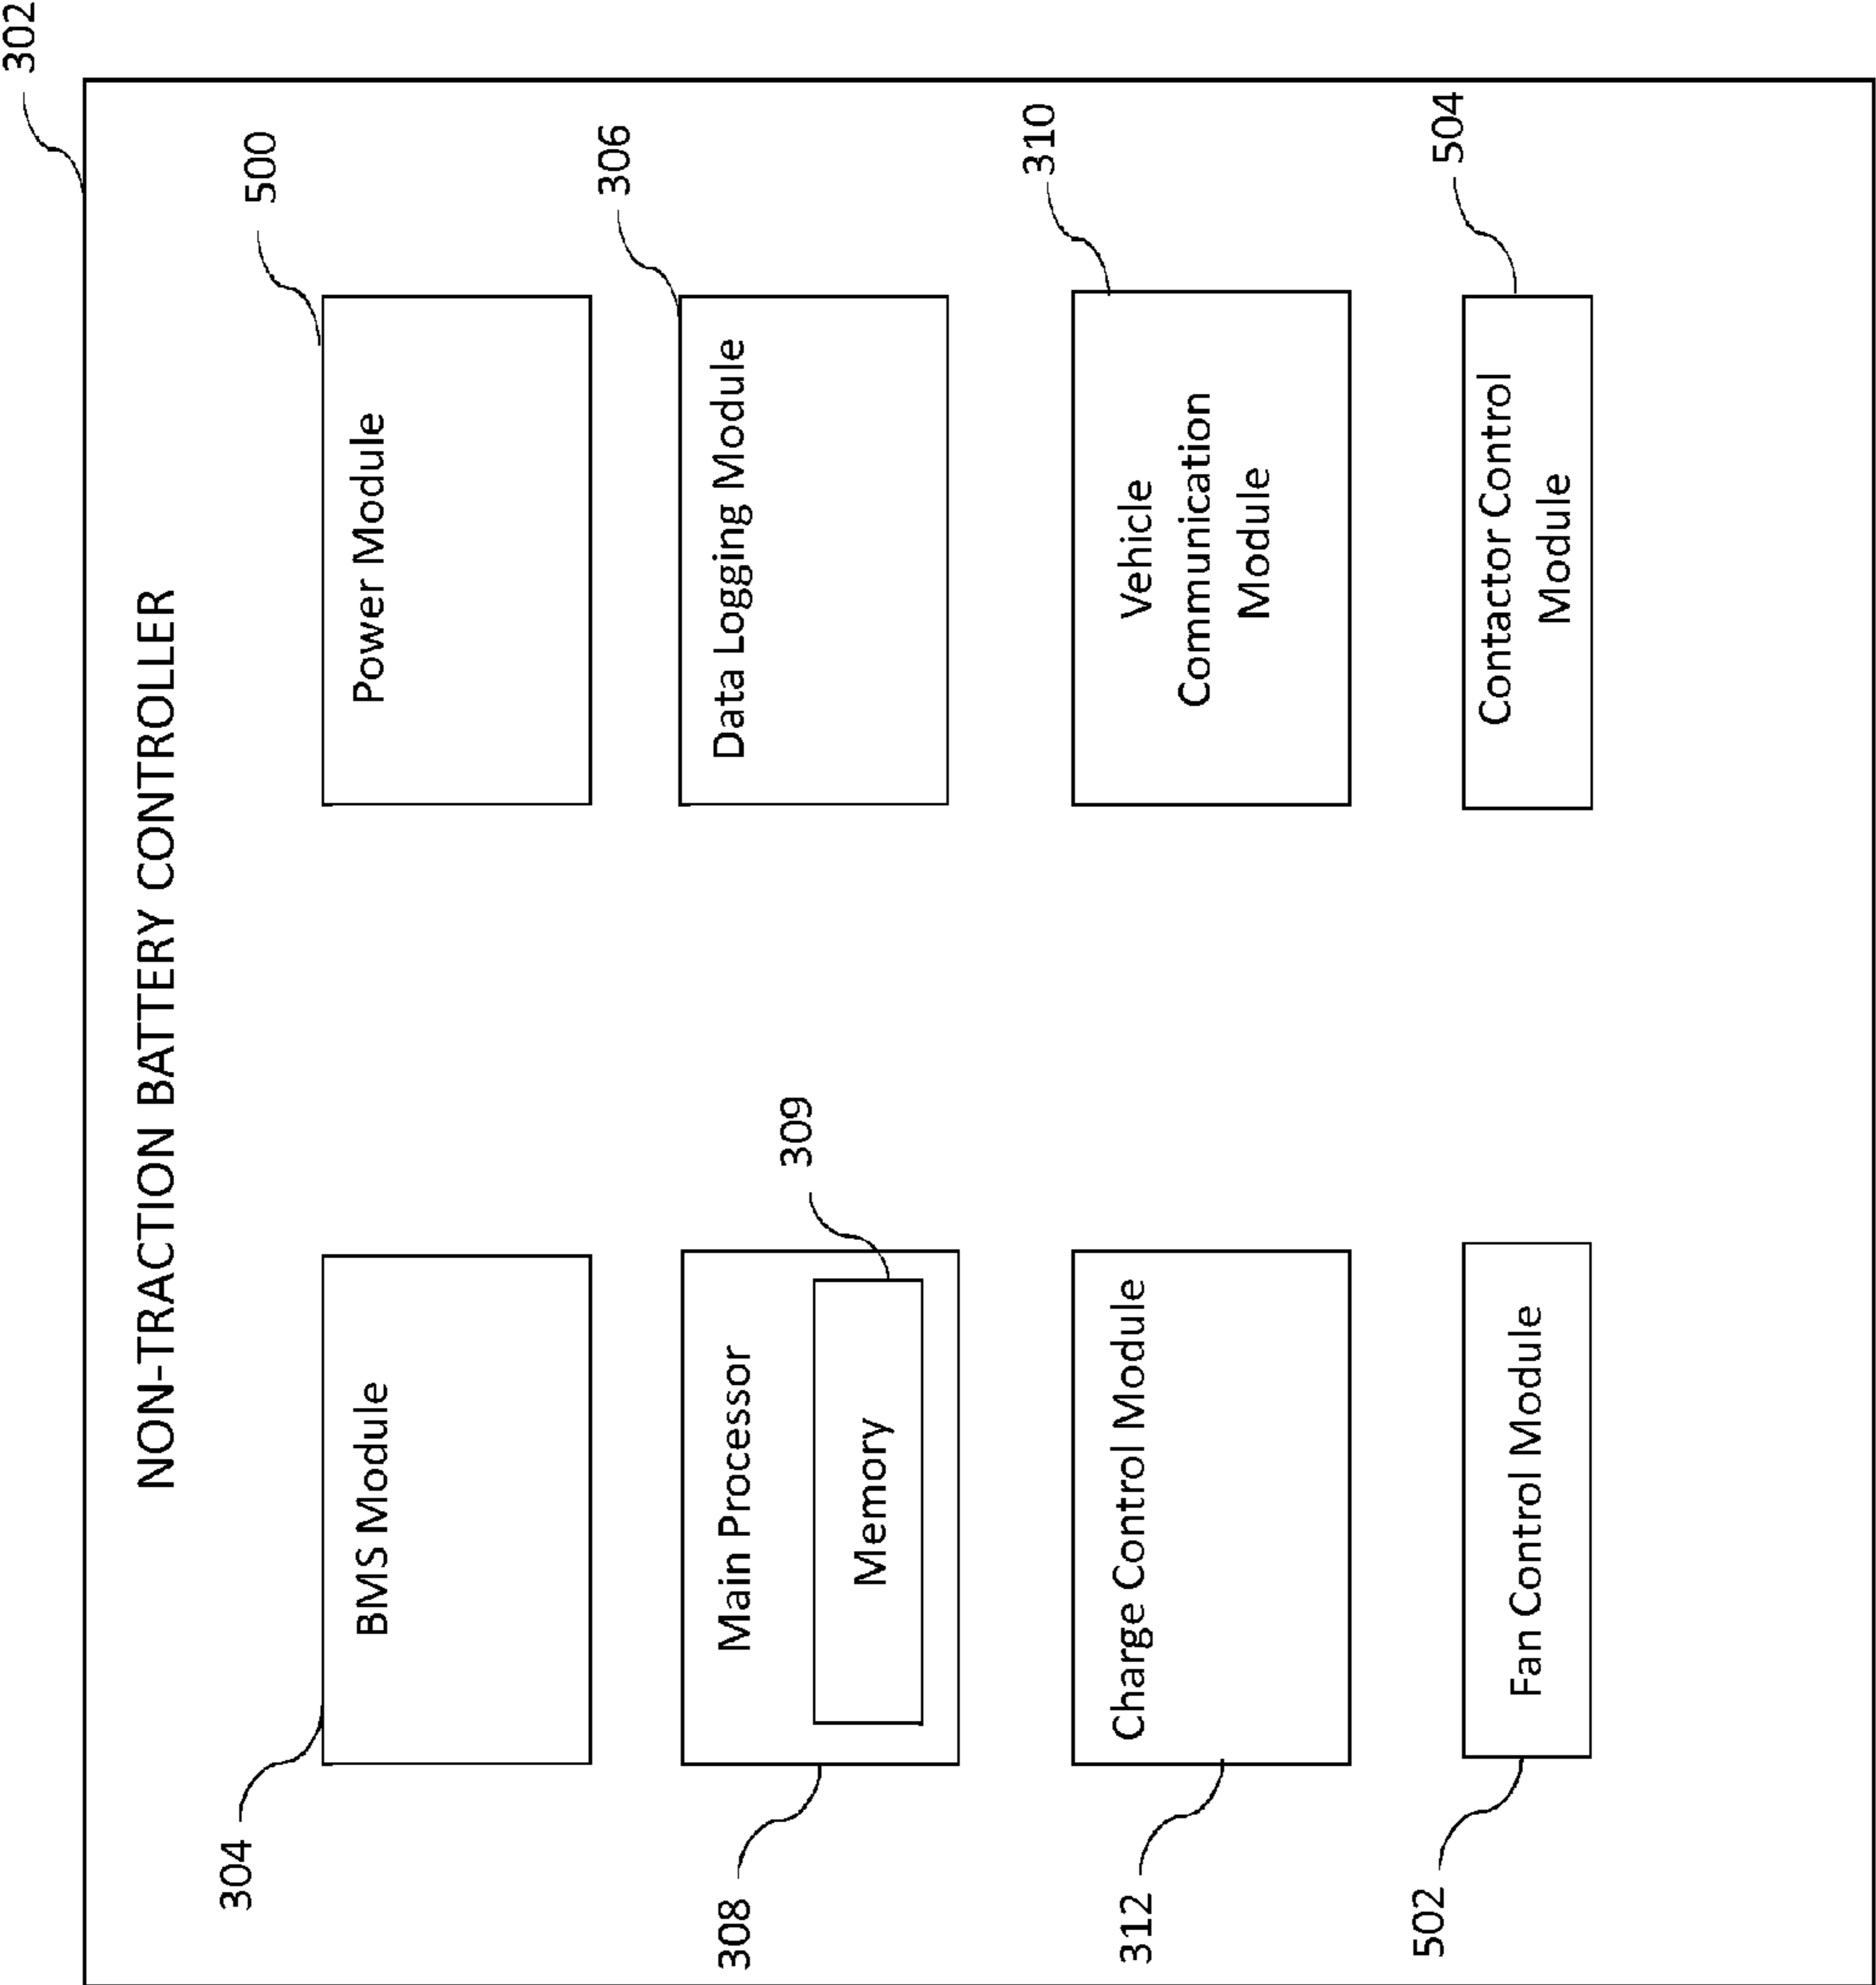 302
NON-TRACTION BATTERY CONTROLLER
304
BMS Module
500
Power Module
308
Main Processor
309
Memory
306
Data Logging Module
312
Charge Control Module
310
Vehicle
Communication
Module
502
Fan Control Module
504
Contactor Control
Module